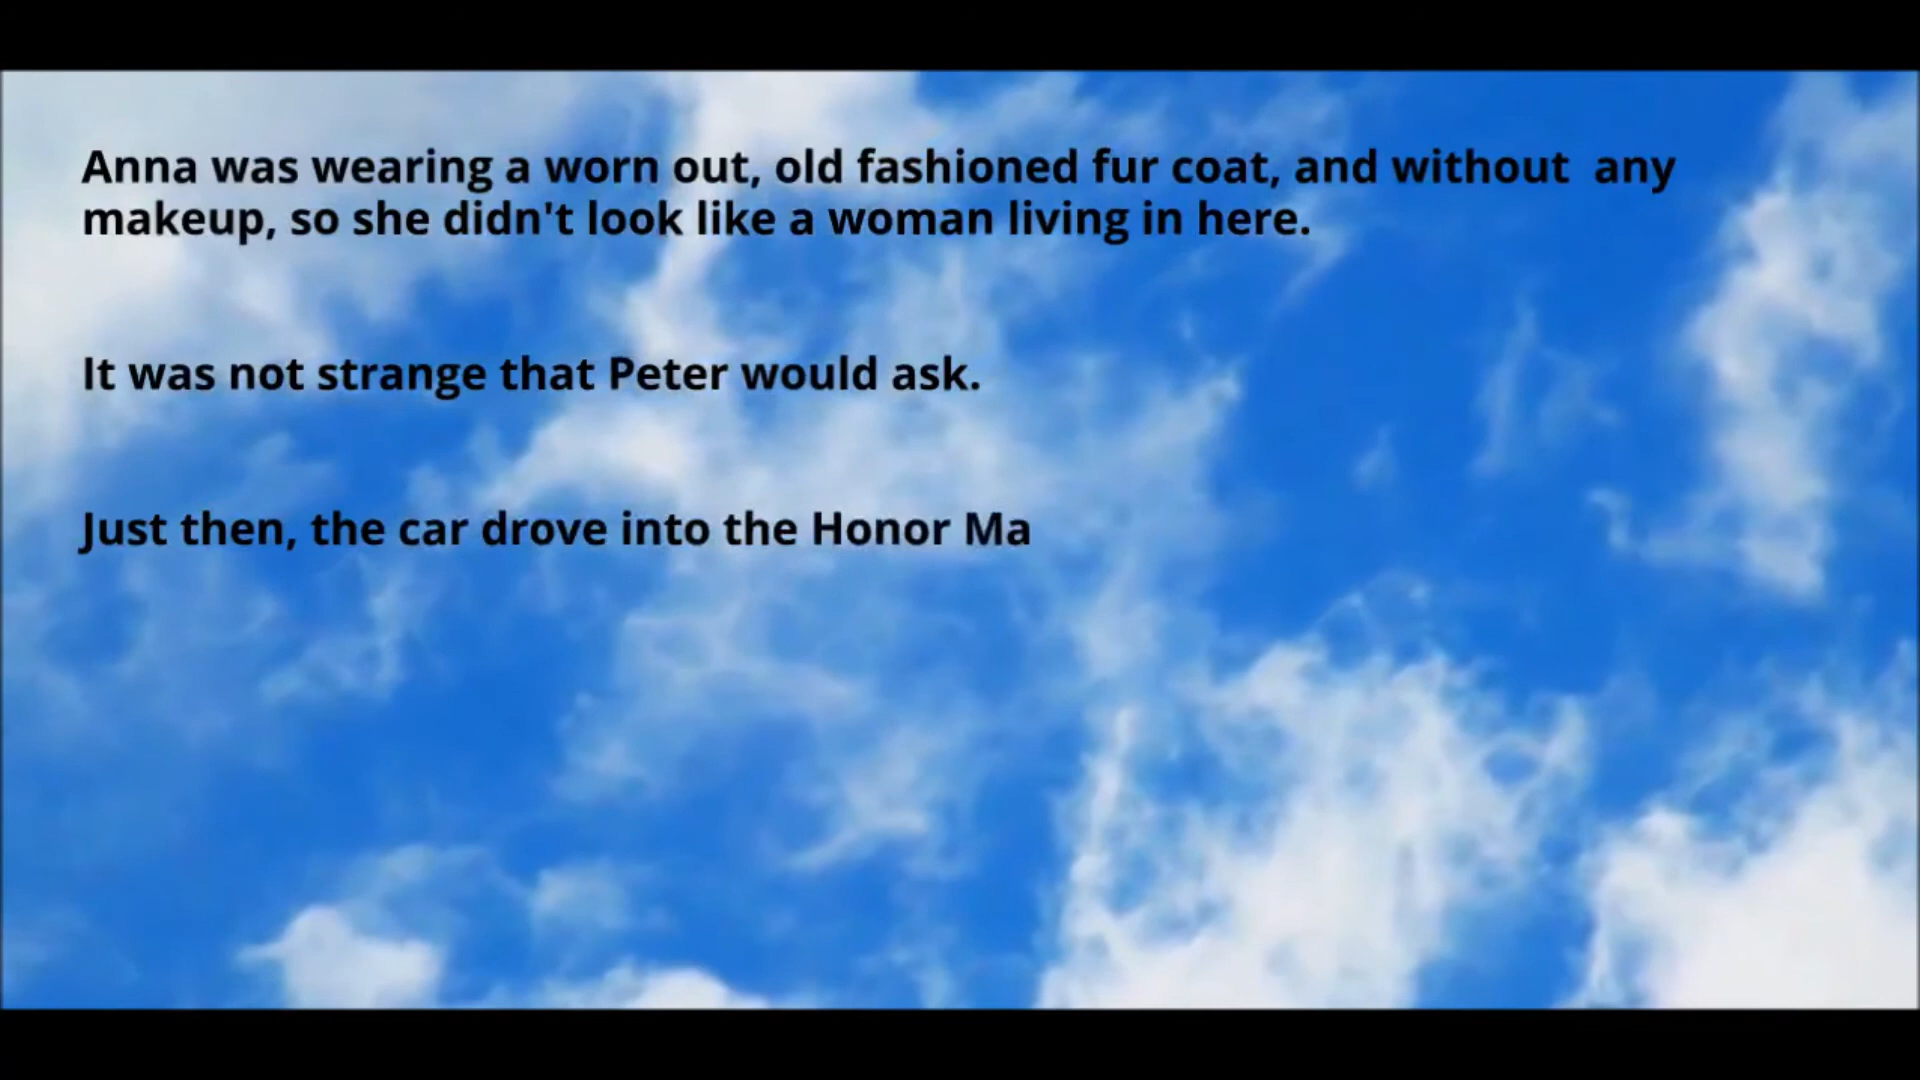 Anna was wearing a worn out, old fashioned fur coat, and without  any
makeup, so she didn't look like a woman living in here.
It was not strange that Peter would ask.
Just then, the car drove into the Honor Ma